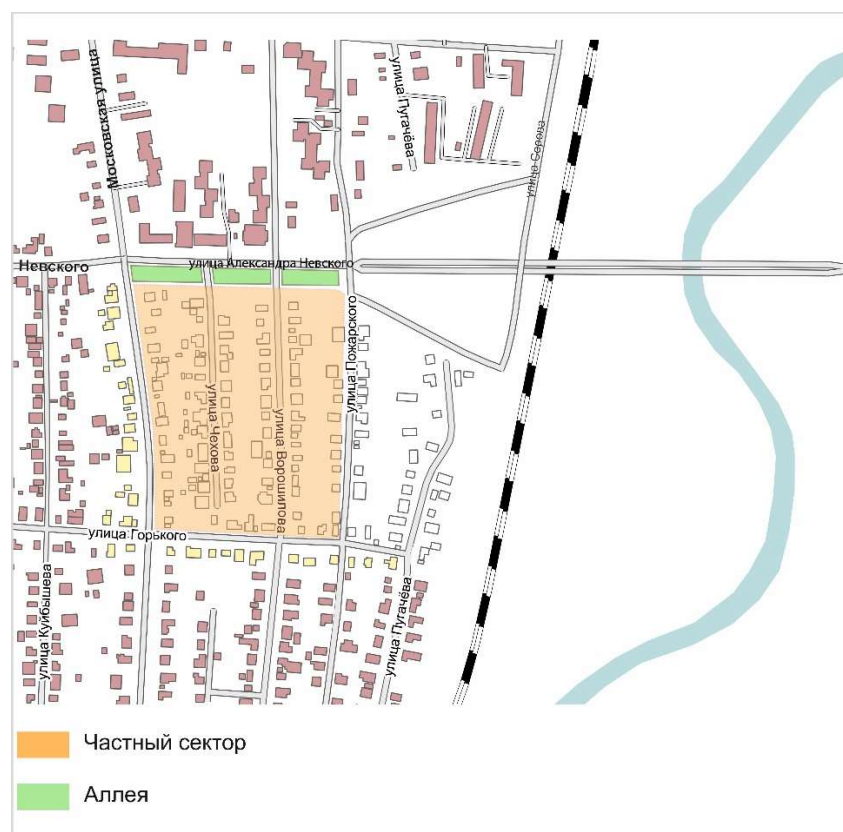 Московская улица
улица Пугачёва
улица Серова
Невского
улица Александра Невского
улица Пожарского
улица Чехова
улица Ворошилова
улица Горького
улица Куйбышева
улица Пугачёва
Частный сектор
Аллея